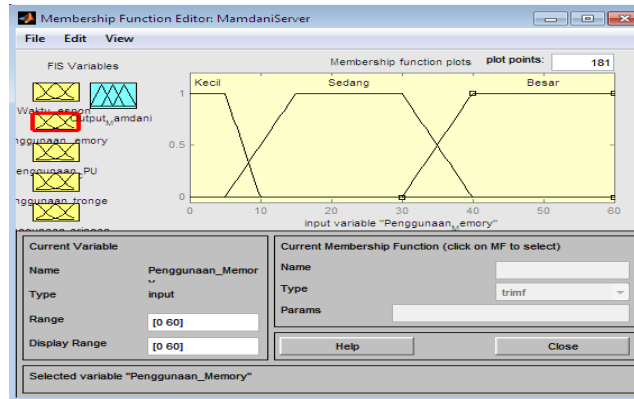 Membership Function Editor: MamdaniServer
File Edit View
FIS Variables
Membership function plots plot points: 181
Kecil Sedang Besar
1
0.5
0
0 10 20 30 40 50 60
input variable "Penggunaan_Memory"
Output_Mamdani
Current Variable
Name Penggunaan_Memory
Type input
Range [0 60]
Display Range [0 60]
Current Membership Function (click on MF to select)
Name
Type trimf
Params
Help Close
Selected variable "Penggunaan_Memory"